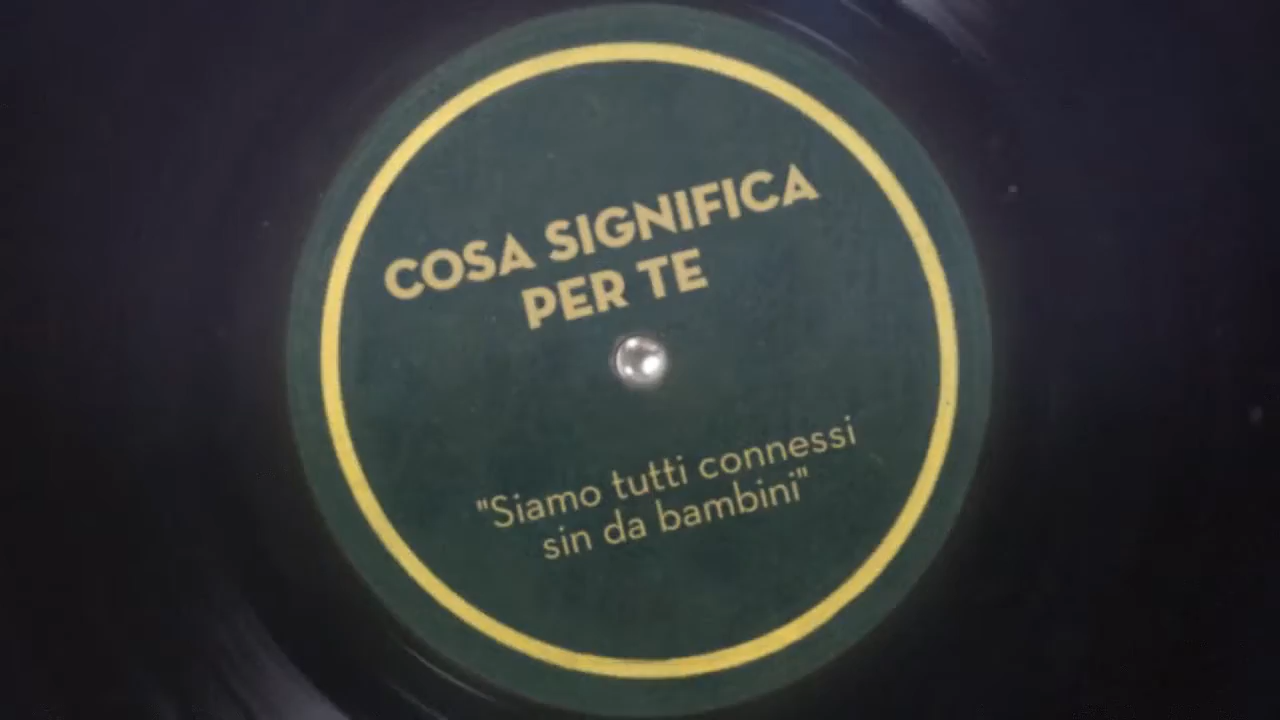 COSA SIGNIFICA
PER TE
"Siamo tutti connessi
sin da bambini"